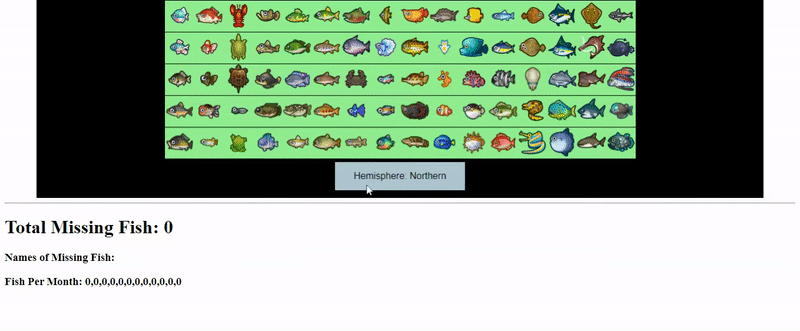 Hemisphere: Northern
Total Missing Fish: 0
Names of Missing Fish:
Fish Per Month: 0,0,0,0,0,0,0,0,0,0,0,0